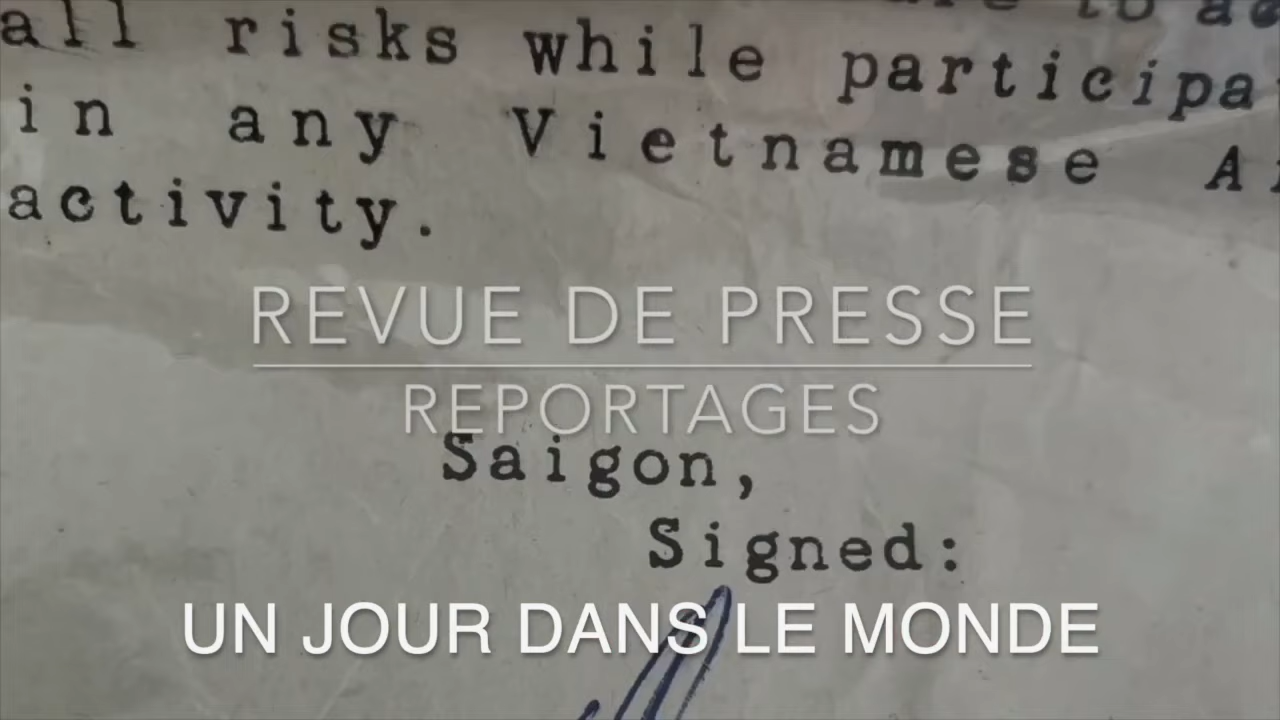 all risks while participa
in any Vietnamese A
activity.
REVUE DE PRESSE
REPORTAGES
Saigon,
Signed:
UN JOUR DANS LE MONDE